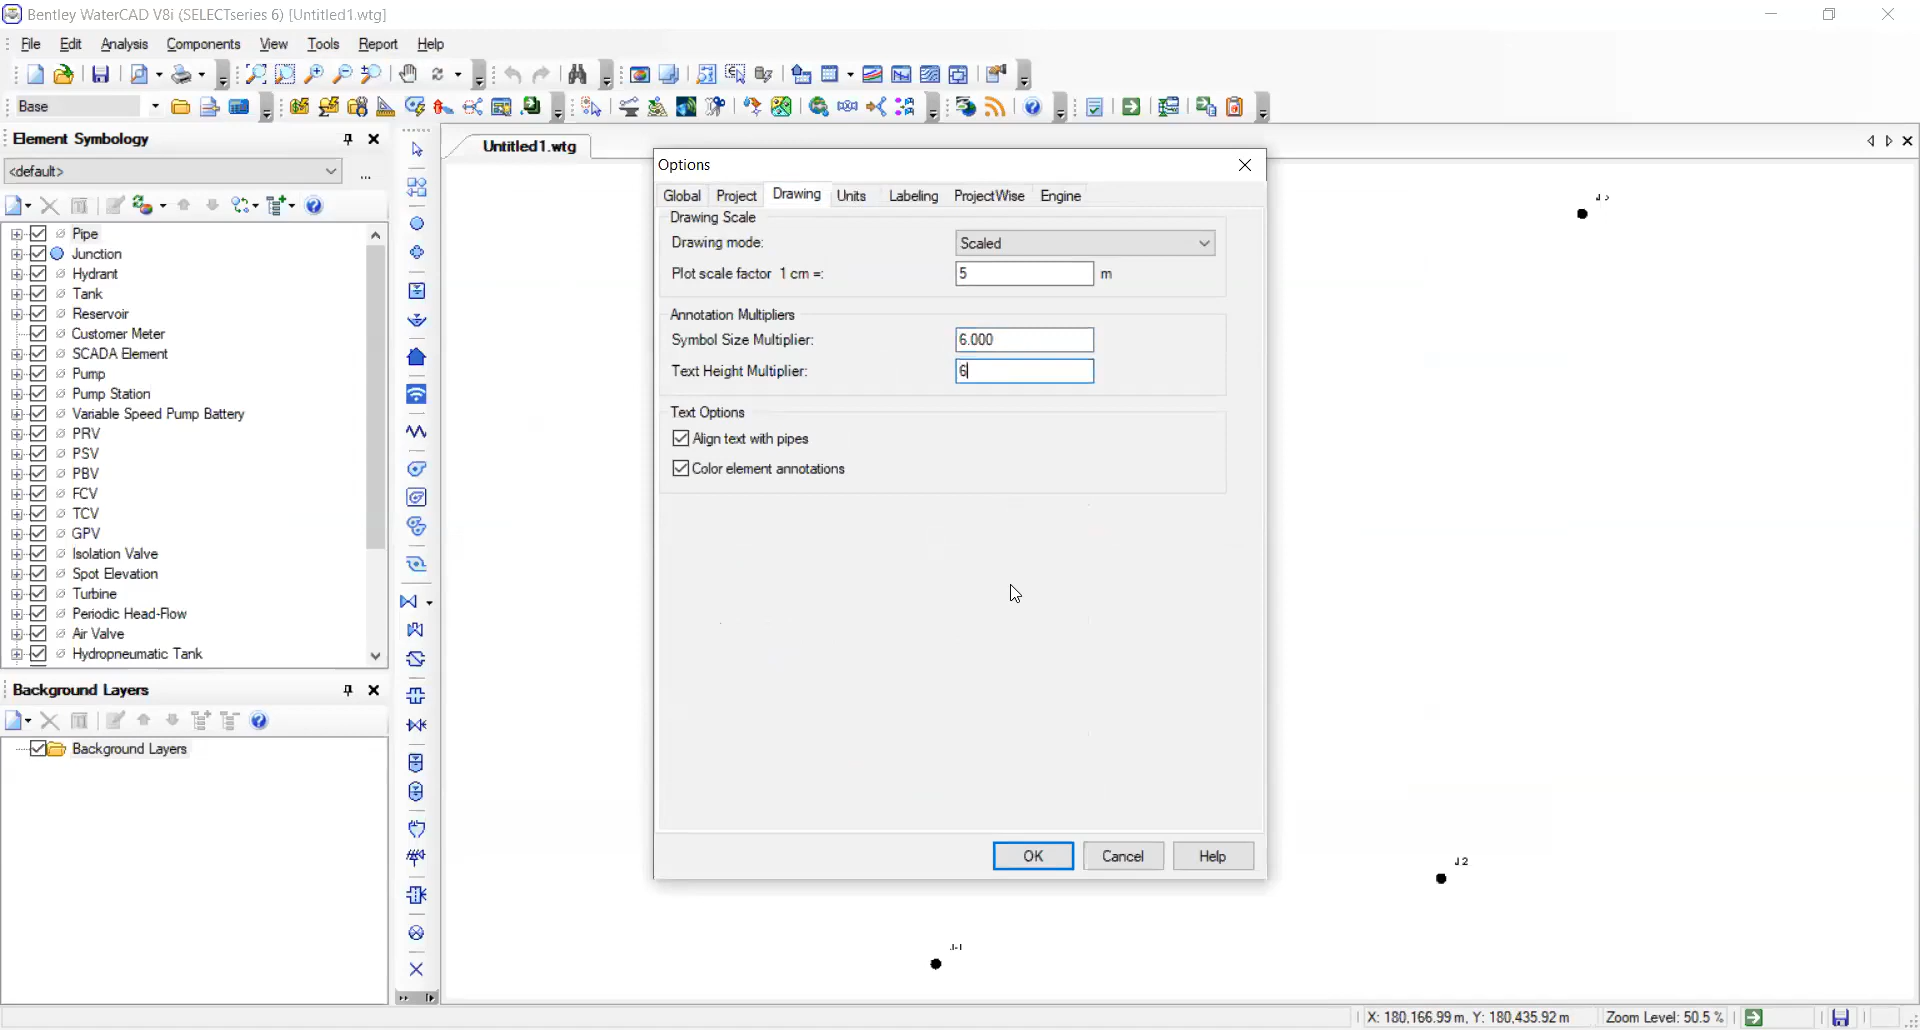 Bentley WaterCAD V8i (SELECTseries 6) [Untitled1.wtg]
File Edit Analysis Components View Tools Report Help
Base
Element Symbology
<default>
...
Pipe
Junction
Hydrant
Tank
Reservoir
Customer Meter
SCADA Element
Pump
Pump Station
Variable Speed Pump Battery
PRV
PSV
PBV
FCV
TCV
GPV
Isolation Valve
Spot Elevation
Turbine
Periodic Head-Flow
Air Valve
Hydropneumatic Tank
Background Layers
Background Layers
Untitled1.wtg
Options
Global Project Drawing Units Labeling ProjectWise Engine
Drawing Scale
Drawing mode: Scaled
Plot scale factor 1 cm =: 5 m
Annotation Multipliers
Symbol Size Multiplier: 6.000
Text Height Multiplier: 6
Text Options
Align text with pipes
Color element annotations
OK Cancel Help
J-2
J-1
X: 180,166.99 m, Y: 180,435.92 m Zoom Level: 50.5 %